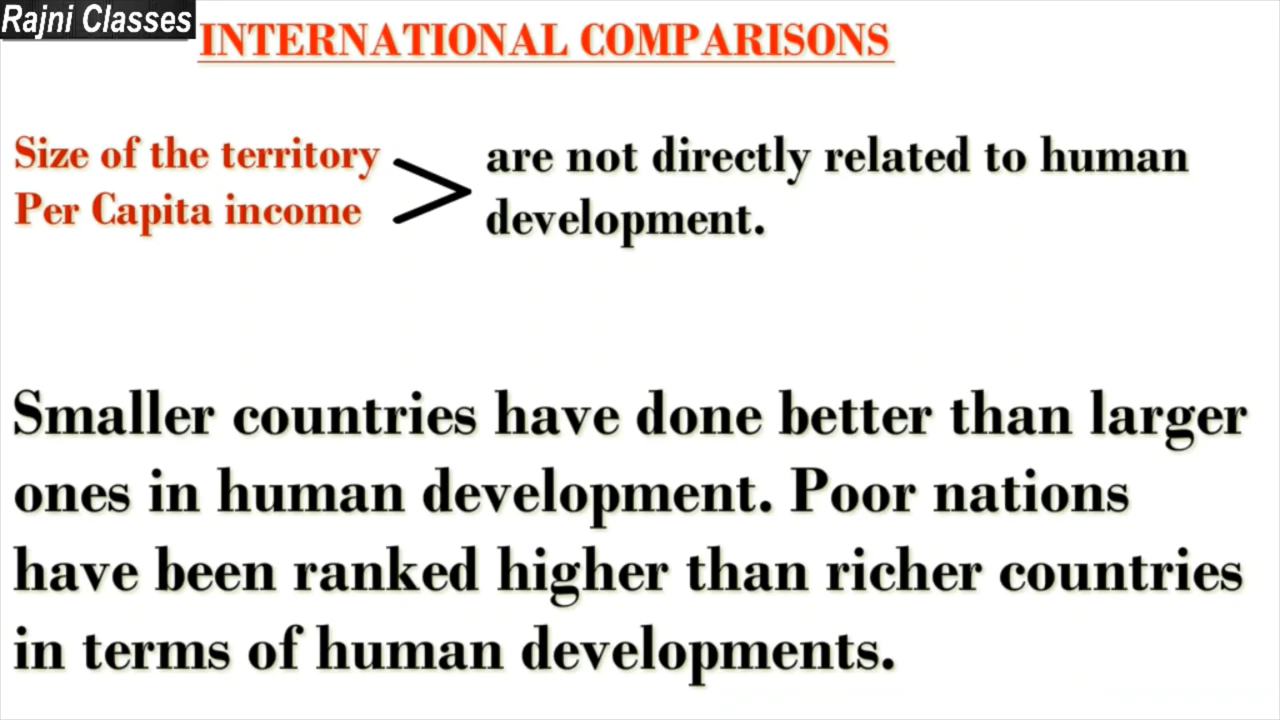 Rajni Classes
INTERNATIONAL COMPARISONS
Size of the territory
Per Capita income
are not directly related to human
development.
Smaller countries have done better than larger
ones in human development. Poor nations
have been ranked higher than richer countries
in terms of human developments.